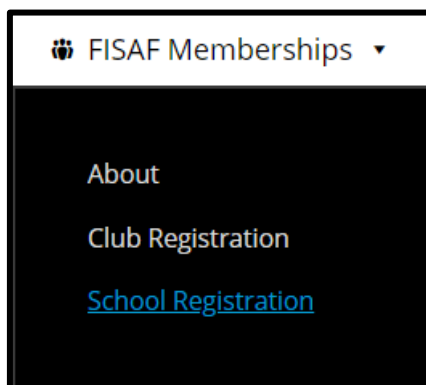 FISAF Memberships
About
Club Registration
School Registration